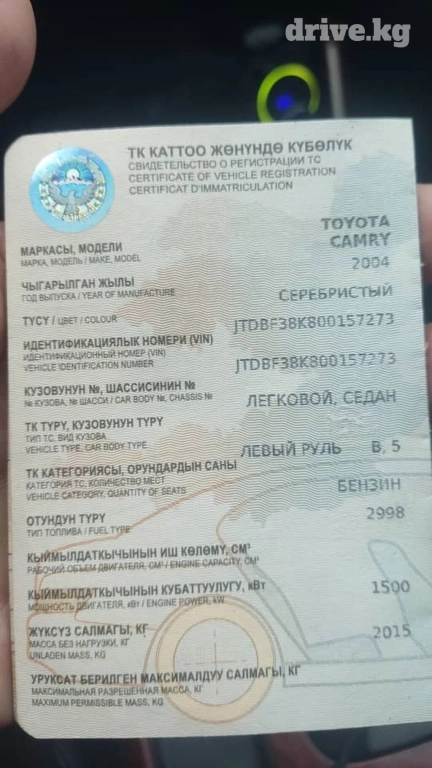 drive.kg
ТК КАТТОО ЖӨНҮНДӨ КҮБӨЛҮК
СВИДЕТЕЛЬСТВО О РЕГИСТРАЦИИ ТС
CERTIFICATE OF VEHICLE REGISTRATION
CERTIFICAT D'IMMATRICULATION
TOYOTA
МАРКАСЫ, МОДЕЛИ
CAMRY
МАРКА, МОДЕЛЬ / MAKE, MODEL
2004
ЧЫГАРЫЛГАН ЖЫЛЫ
ГОД ВЫПУСКА / YEAR OF MANUFACTURE
СЕРЕБРИСТЫЙ
ТҮСҮ / ЦВЕТ / COLOUR
JTDBF38K800157273
ИДЕНТИФИКАЦИЯЛЫК НОМЕРИ (VIN)
ИДЕНТИФИКАЦИОННЫЙ НОМЕР (VIN)
VEHICLE IDENTIFICATION NUMBER
JTDBF38K800157273
КУЗОВУНУН №, ШАССИСИНИН №
№ КУЗОВА, № ШАССИ / CAR BODY №, CHASSIS №
ЛЕГКОВОЙ, СЕДАН
ТК ТҮРҮ, КУЗОВУНУН ТҮРҮ
ТИП ТС, ВИД КУЗОВА
VEHICLE TYPE, CAR BODY TYPE
ЛЕВЫЙ РУЛЬ В, 5
ТК КАТЕГОРИЯСЫ, ОРУНДАРДЫН САНЫ
КАТЕГОРИЯ ТС, КОЛИЧЕСТВО МЕСТ
VEHICLE CATEGORY, QUANTITY OF SEATS
БЕНЗИН
ОТУНДУН ТҮРҮ
ТИП ТОПЛИВА / FUEL TYPE
2998
КЫЙМЫЛДАТКЫЧЫНЫН ИШ КӨЛӨМҮ, СМ³
РАБОЧИЙ ОБЪЕМ ДВИГАТЕЛЯ, СМ³ / ENGINE CAPACITY, СМ³
КЫЙМЫЛДАТКЫЧЫНЫН КУБАТТУУЛУГУ, кВт
МОЩНОСТЬ ДВИГАТЕЛЯ, кВт / ENGINE POWER, kW
1500
ЖҮКСҮЗ САЛМАГЫ, КГ
МАССА БЕЗ НАГРУЗКИ, КГ
UNLADEN MASS, KG
2015
УРУКСАТ БЕРИЛГЕН МАКСИМАЛДУУ САЛМАГЫ, КГ
МАКСИМАЛЬНАЯ РАЗРЕШЕННАЯ МАССА, КГ
MAXIMUM PERMISSIBLE MASS, KG